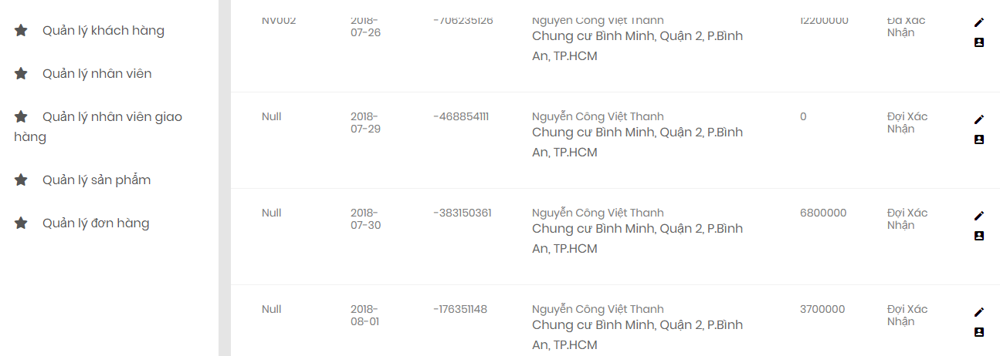 Quản lý khách hàng
Quản lý nhân viên
Quản lý nhân viên giao
hàng
Quản lý sản phẩm
Quản lý đơn hàng
NV002 2018- -706235126 Nguyễn Công Việt Thanh 12200000 Đã Xác
07-26 Chung cư Bình Minh, Quận 2, P.Bình Nhận
An, TP.HCM
Null 2018- -468854111 Nguyễn Công Việt Thanh 0 Đợi Xác
07-29 Chung cư Bình Minh, Quận 2, P.Bình Nhận
An, TP.HCM
Null 2018- -383150361 Nguyễn Công Việt Thanh 6800000 Đợi Xác
07-30 Chung cư Bình Minh, Quận 2, P.Bình Nhận
An, TP.HCM
Null 2018- -176351148 Nguyễn Công Việt Thanh 3700000 Đợi Xác
08-01 Chung cư Bình Minh, Quận 2, P.Bình Nhận
An, TP.HCM